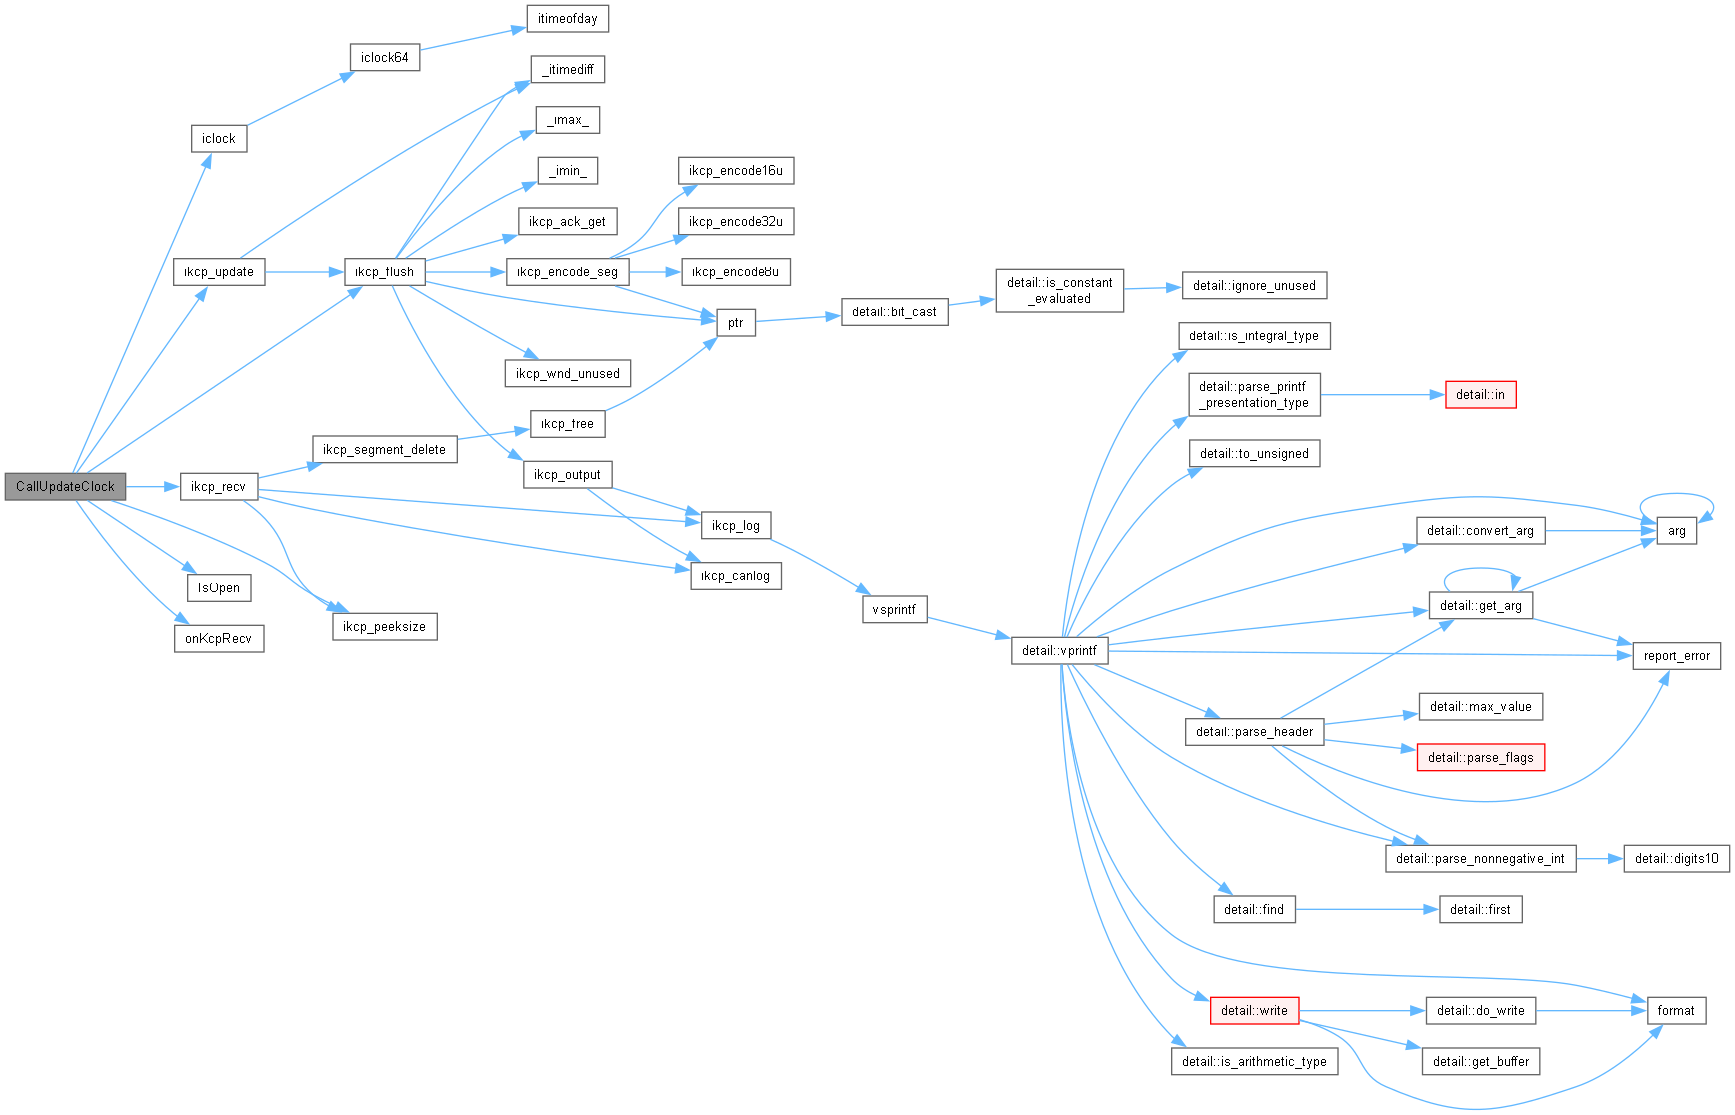 itimeofday
iclock64
_itimediff
_imax_
iclock
_imin_
ikcp_encode16u
ikcp_ack_get
ikcp_encode32u
ikcp_update
ikcp_flush
ikcp_encode_seg
ikcp_encode8u
detail::is_constant
_evaluated
detail::ignore_unused
detail::bit_cast
ptr
detail::is_integral_type
ikcp_wnd_unused
detail::parse_printf
_presentation_type
detail::in
ikcp_free
ikcp_segment_delete
detail::to_unsigned
ikcp_output
CallUpdateClock
ikcp_recv
ikcp_log
detail::convert_arg
arg
ikcp_canlog
IsOpen
detail::get_arg
vsprintf
ikcp_peeksize
onKcpRecv
detail::vprintf
report_error
detail::max_value
detail::parse_header
detail::parse_flags
detail::parse_nonnegative_int
detail::digits10
detail::find
detail::first
detail::write
detail::do_write
format
detail::is_arithmetic_type
detail::get_buffer